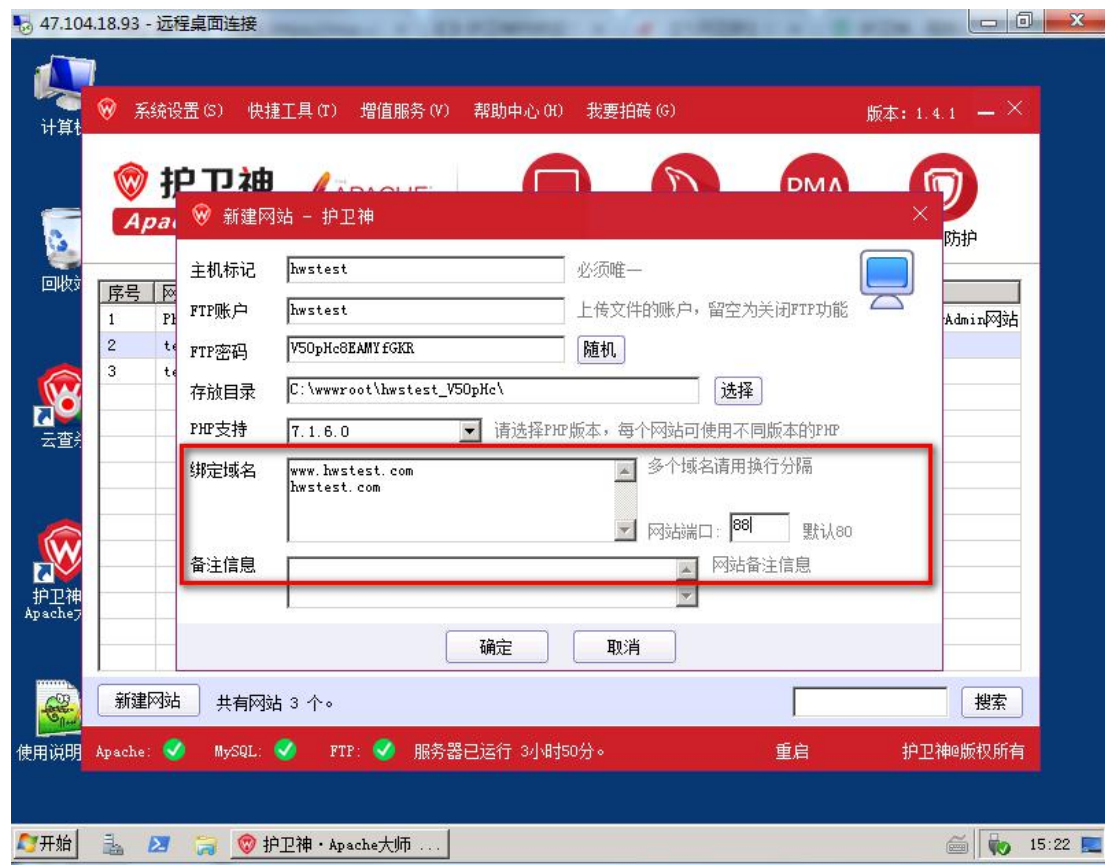 47.104.18.93 - 远程桌面连接
计算机
系统设置(S) 快捷工具(T) 增值服务(V) 帮助中心(H) 我要拍砖(G) 版本: 1.4.1
护卫神 APACHE PMA
新建网站 - 护卫神
防护
主机标记 hwstest 必须唯一
回收站
序号
FTP账户 hwstest 上传文件的账户，留空为关闭FTP功能
1 Admin网站
2
FTP密码 V5OpHc8EAMYfGKR 随机
3
存放目录 C:\wwwroot\hwstest_V5OpHc\ 选择
云查杀
PHP支持 7.1.6.0 请选择PHP版本，每个网站可使用不同版本的PHP
绑定域名 www.hwstest.com 多个域名请用换行分隔
hwstest.com
网站端口: 88 默认80
备注信息 网站备注信息
护卫神
Apache大
确定 取消
新建网站 共有网站 3 个。 搜索
使用说明
Apache: MySQL: FTP: 服务器已运行 3小时50分。 重启 护卫神@版权所有
开始 护卫神·Apache大师 ... 15:22